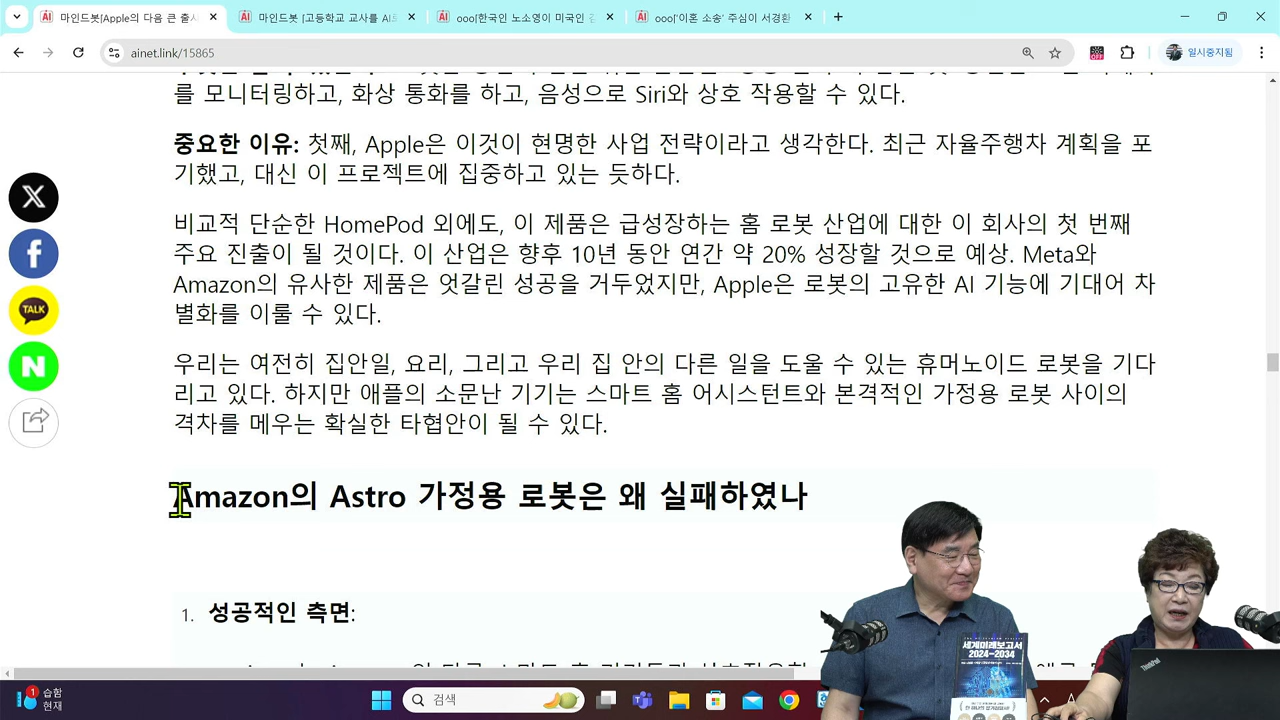 마인드봇[Apple의 다음 큰 출시
마인드봇 [고등학교 교사를 AI로
ooo[한국인 노소영이 미국인 김
ooo['이혼 소송' 주심이 서경환
ainet.link/15865
OFF
일시중지됨
를 모니터링하고, 화상 통화를 하고, 음성으로 Siri와 상호 작용할 수 있다.
중요한 이유: 첫째, Apple은 이것이 현명한 사업 전략이라고 생각한다. 최근 자율주행차 계획을 포
기했고, 대신 이 프로젝트에 집중하고 있는 듯하다.
비교적 단순한 HomePod 외에도, 이 제품은 급성장하는 홈 로봇 산업에 대한 이 회사의 첫 번째
주요 진출이 될 것이다. 이 산업은 향후 10년 동안 연간 약 20% 성장할 것으로 예상. Meta와
Amazon의 유사한 제품은 엇갈린 성공을 거두었지만, Apple은 로봇의 고유한 AI 기능에 기대어 차
별화를 이룰 수 있다.
우리는 여전히 집안일, 요리, 그리고 우리 집 안의 다른 일을 도울 수 있는 휴머노이드 로봇을 기다
리고 있다. 하지만 애플의 소문난 기기는 스마트 홈 어시스턴트와 본격적인 가정용 로봇 사이의
격차를 메우는 확실한 타협안이 될 수 있다.
TALK
N
Amazon의 Astro 가정용 로봇은 왜 실패하였나
1. 성공적인 측면:
세계미래보고서
2024-2034
ThinkPad
1
습함
현재
검색